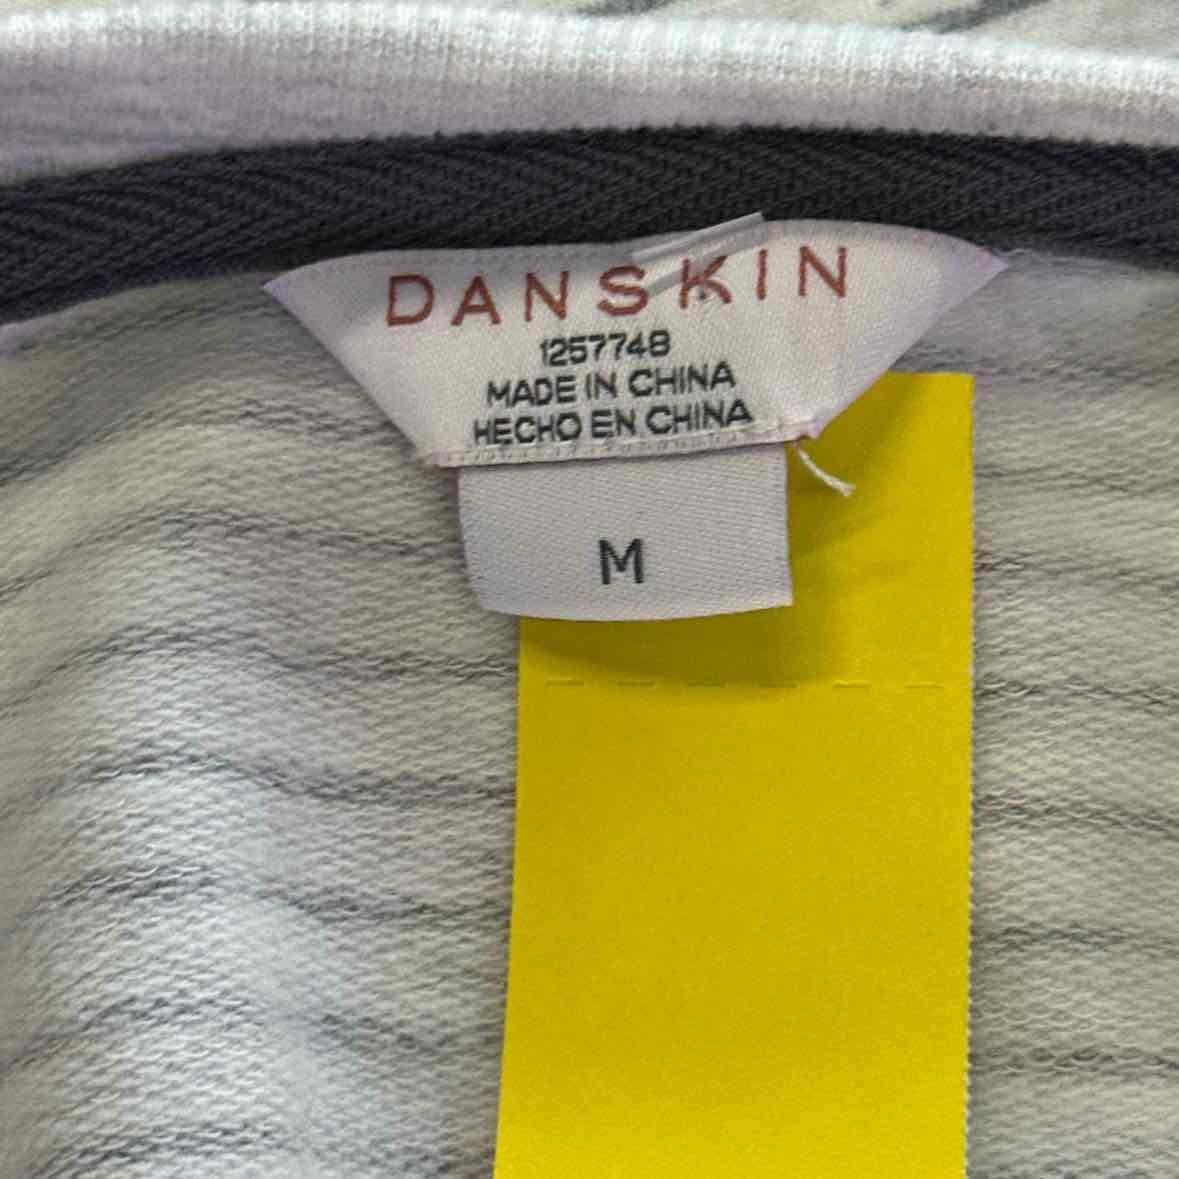 DANSKIN
1257748
MADE IN CHINA
HECHO EN CHINA
M